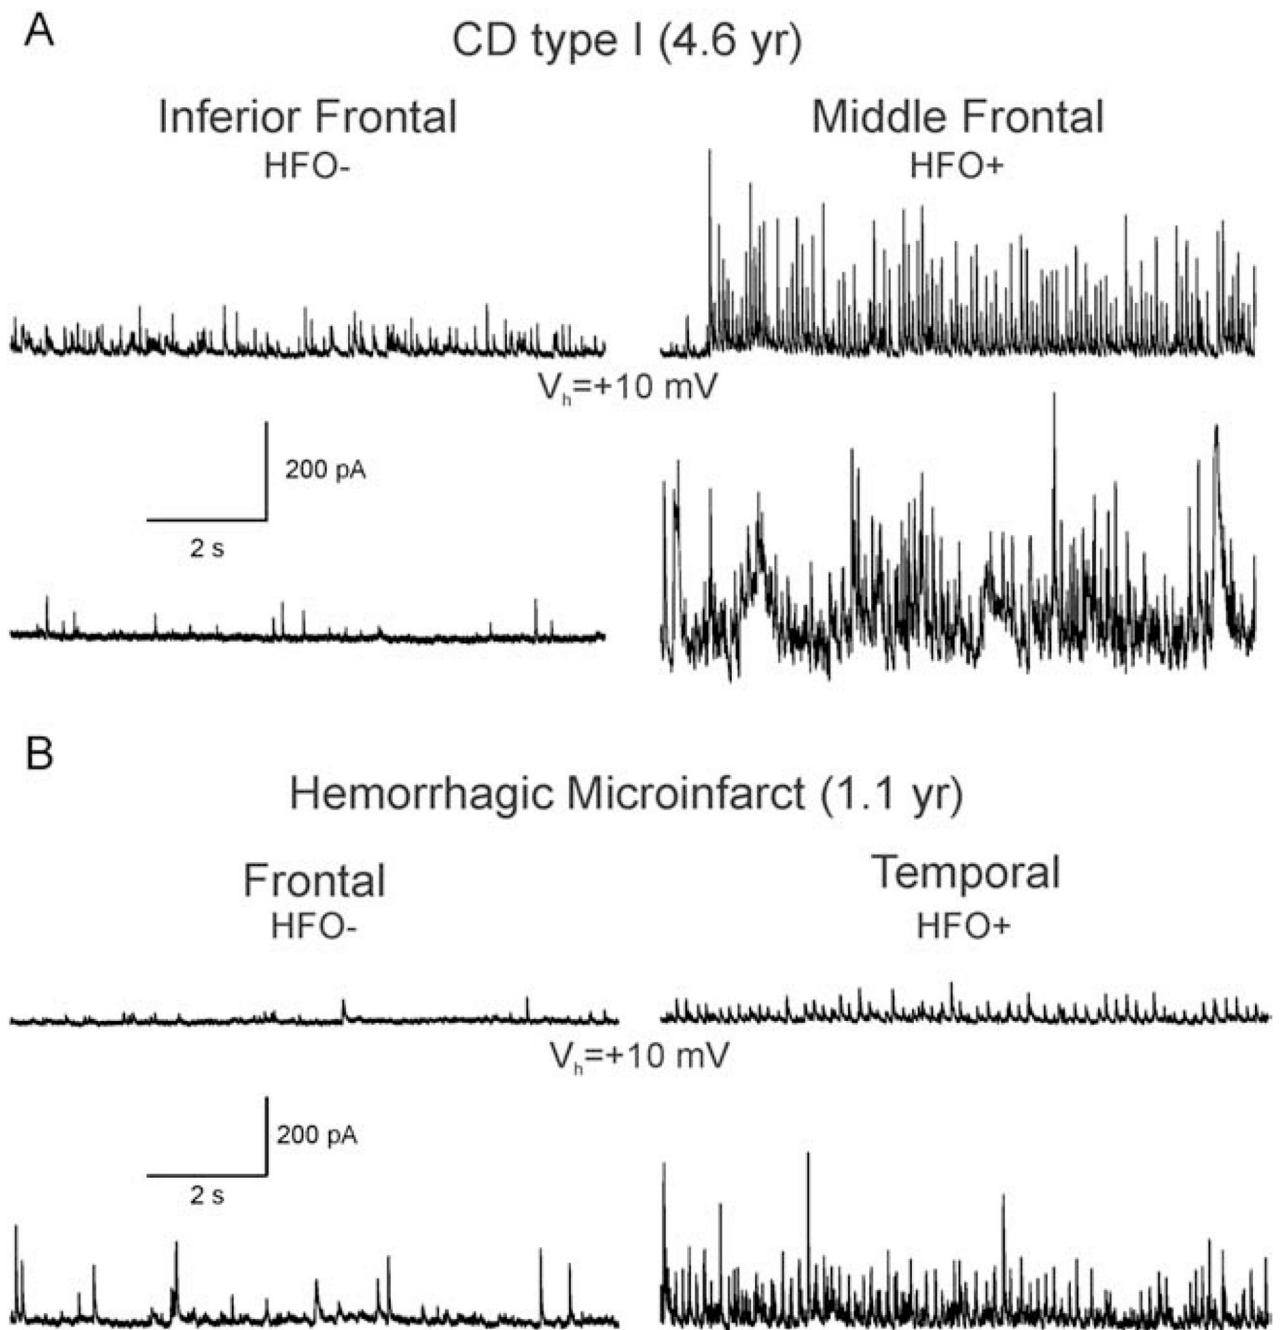 A
CD type I (4.6 yr)
Inferior Frontal
HFO-
Middle Frontal
HFO+
Vh=+10 mV
200 pA
2 s
B
Hemorrhagic Microinfarct (1.1 yr)
Frontal
HFO-
Temporal
HFO+
Vh=+10 mV
200 pA
2 s